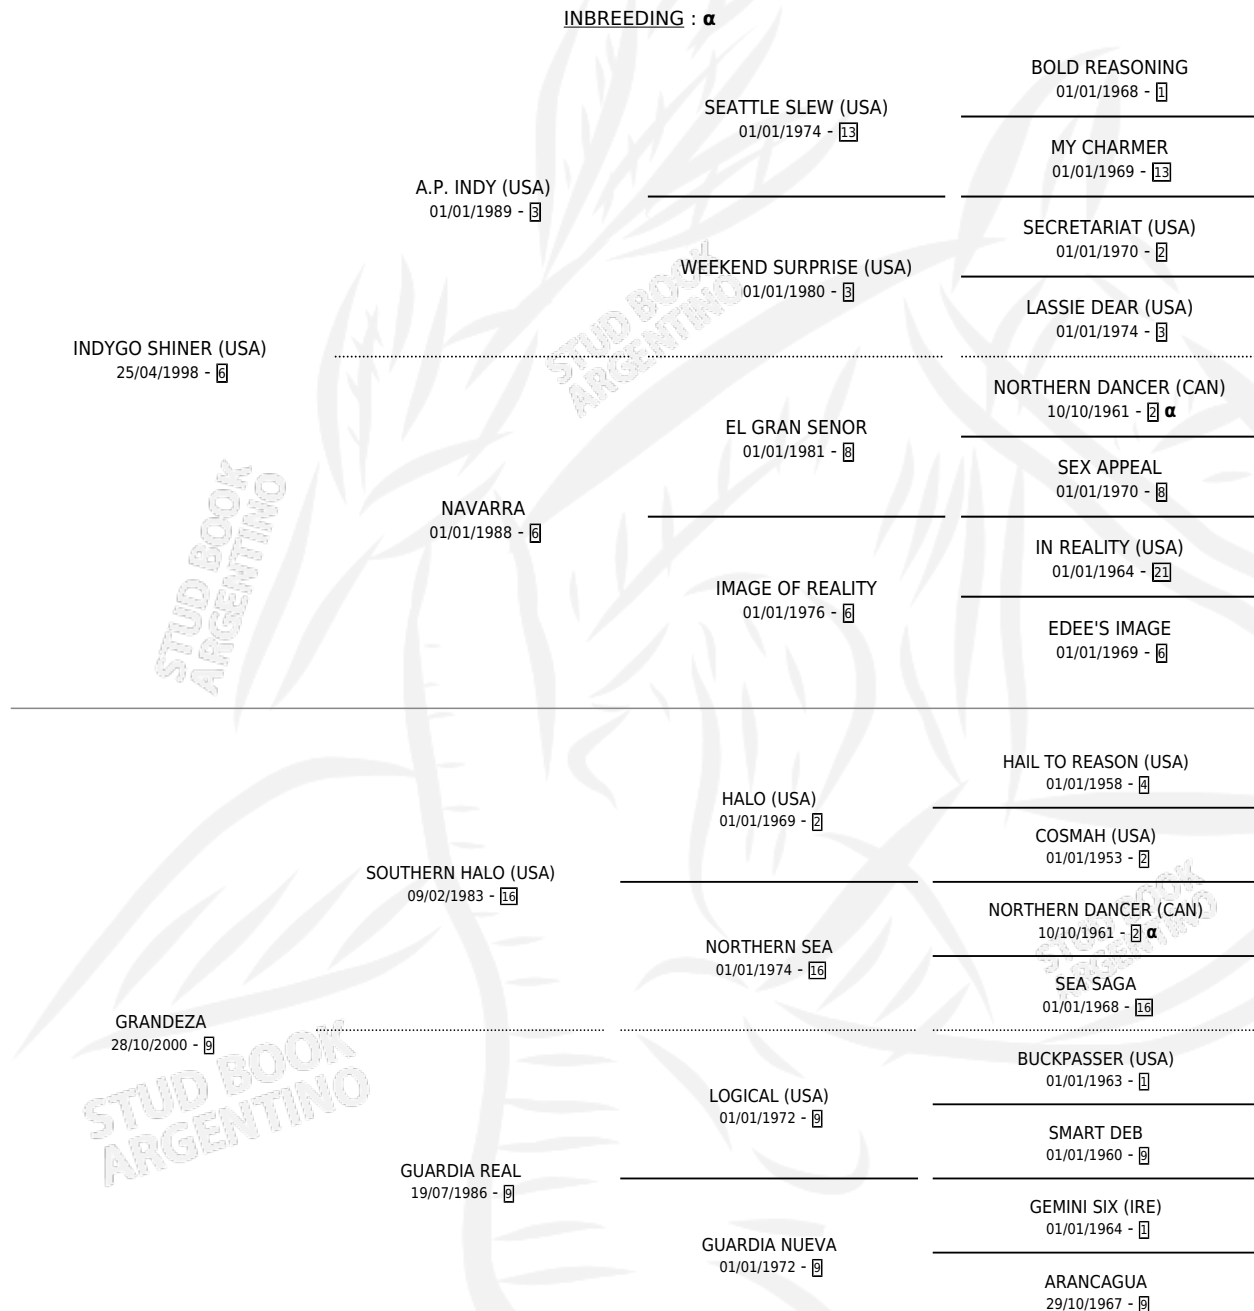 INBREEDING : α
BOLD REASONING
01/01/1968 - 1
SEATTLE SLEW (USA)
01/01/1974 - 13
MY CHARMER
01/01/1969 - 13
A.P. INDY (USA)
01/01/1989 - 3
SECRETARIAT (USA)
01/01/1970 - 2
WEEKEND SURPRISE (USA)
01/01/1980 - 3
LASSIE DEAR (USA)
01/01/1974 - 3
INDYGO SHINER (USA)
25/04/1998 - 6
NORTHERN DANCER (CAN)
10/10/1961 - 2 α
EL GRAN SENOR
01/01/1981 - 8
SEX APPEAL
01/01/1970 - 8
NAVARRA
01/01/1988 - 6
IN REALITY (USA)
01/01/1964 - 21
IMAGE OF REALITY
01/01/1976 - 6
EDEE'S IMAGE
01/01/1969 - 6
HAIL TO REASON (USA)
01/01/1958 - 4
HALO (USA)
01/01/1969 - 2
COSMAH (USA)
01/01/1953 - 2
SOUTHERN HALO (USA)
09/02/1983 - 16
NORTHERN DANCER (CAN)
10/10/1961 - 2 α
NORTHERN SEA
01/01/1974 - 16
SEA SAGA
01/01/1968 - 16
GRANDEZA
28/10/2000 - 9
BUCKPASSER (USA)
01/01/1963 - 1
LOGICAL (USA)
01/01/1972 - 9
SMART DEB
01/01/1960 - 9
GUARDIA REAL
19/07/1986 - 9
GEMINI SIX (IRE)
01/01/1964 - 1
GUARDIA NUEVA
01/01/1972 - 9
ARANCAGUA
29/10/1967 - 9
STUD BOOK
ARGENTINO
STUD BOOK
ARGENTINO
STUD BOOK
ARGENTINO
STUD BOOK
ARGENTINO